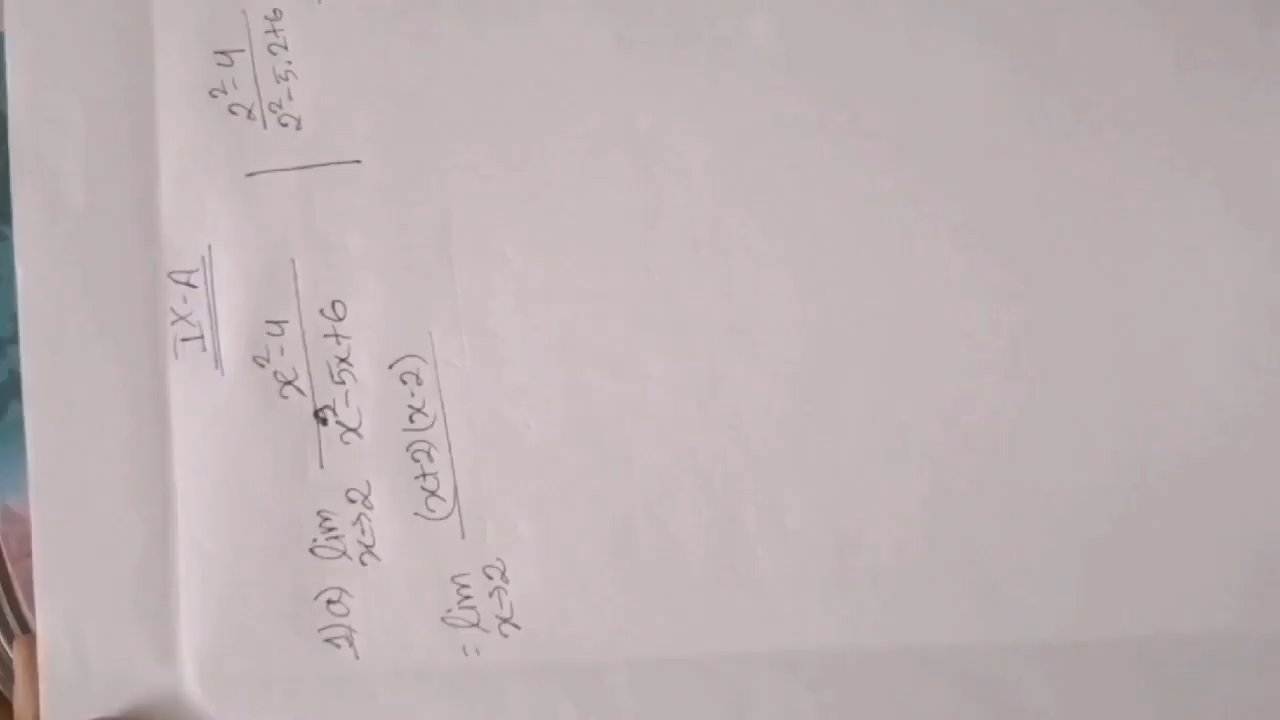 IX-A
1)a) lim x→2 x²-4 / x²-5x+6 | 2²-4 / 2²-5.2+6
= lim x→2 (x+2)(x-2)